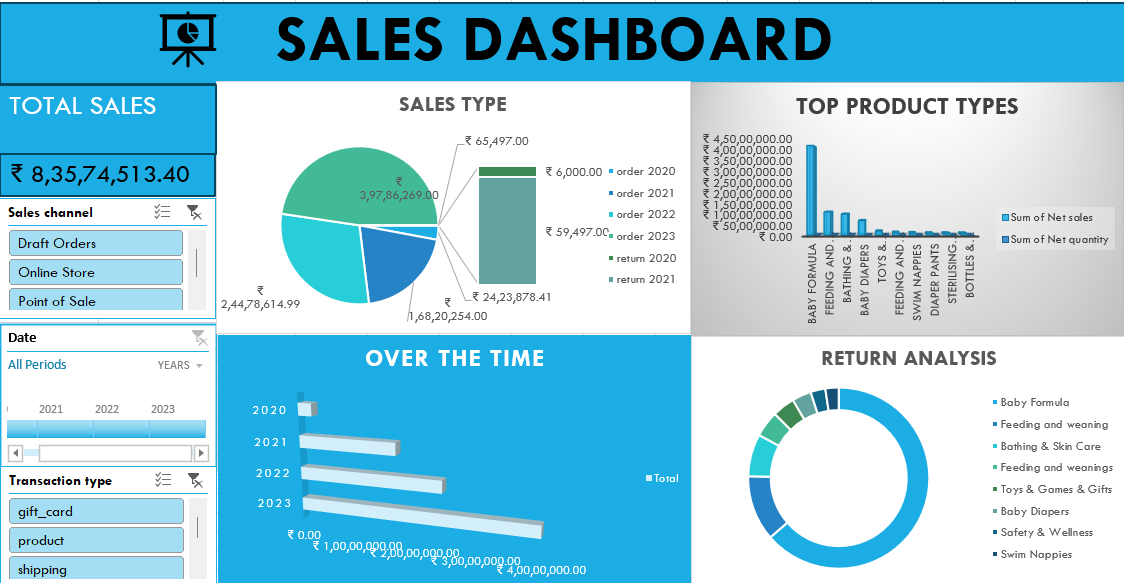 SALES DASHBOARD
TOTAL SALES
₹ 8,35,74,513.40
Sales channel
Draft Orders
Online Store
Point of Sale
Date
All Periods
YEARS
2021 2022 2023
Transaction type
gift_card
product
shipping
SALES TYPE
₹ 65,497.00
₹
3,97,86,269.00
₹ 6,000.00
₹ 59,497.00
₹
2,44,78,614.99
₹ 24,23,878.41
₹
1,68,20,254.00
order 2020
order 2021
order 2022
order 2023
return 2020
return 2021
TOP PRODUCT TYPES
₹ 4,50,00,000.00
₹ 4,00,00,000.00
₹ 3,50,00,000.00
₹ 3,00,00,000.00
₹ 2,50,00,000.00
₹ 2,00,00,000.00
₹ 1,50,00,000.00
₹ 1,00,00,000.00
₹ 50,00,000.00
₹ 0.00
BABY FORMULA
FEEDING AND…
BATHING &…
BABY DIAPERS
TOYS &…
FEEDING AND…
SWIM NAPPIES
DIAPER PANTS
STERILISING…
BOTTLES &…
Sum of Net sales
Sum of Net quantity
OVER THE TIME
2020
2021
2022
2023
₹ 0.00
₹ 1,00,00,000.00
₹ 2,00,00,000.00
₹ 3,00,00,000.00
₹ 4,00,00,000.00
Total
RETURN ANALYSIS
Baby Formula
Feeding and weaning
Bathing & Skin Care
Feeding and weanings
Toys & Games & Gifts
Baby Diapers
Safety & Wellness
Swim Nappies